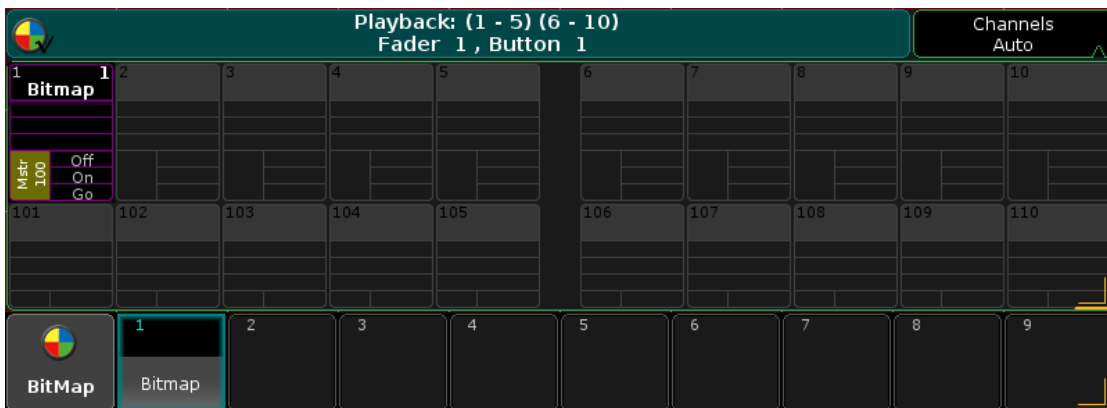 Playback: (1 - 5) (6 - 10)
Fader 1 , Button 1
Channels
Auto
1 1 2 3 4 5 6 7 8 9 10
Bitmap
Mstr
100
Off
On
Go
101 102 103 104 105 106 107 108 109 110
1 2 3 4 5 6 7 8 9
BitMap Bitmap